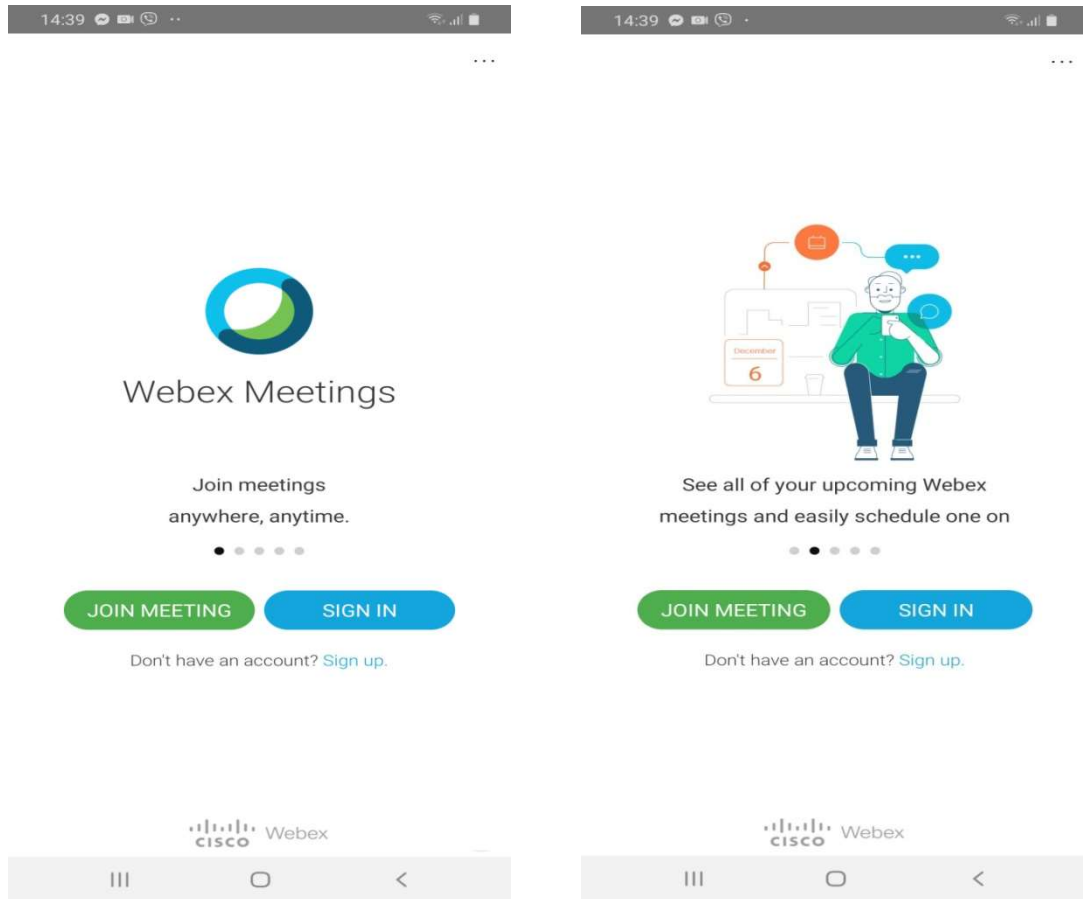 14:39
Webex Meetings
Join meetings
anywhere, anytime.
JOIN MEETING
SIGN IN
Don't have an account? Sign up.
CISCO Webex
14:39
December
6
See all of your upcoming Webex
meetings and easily schedule one on
JOIN MEETING
SIGN IN
Don't have an account? Sign up.
CISCO Webex